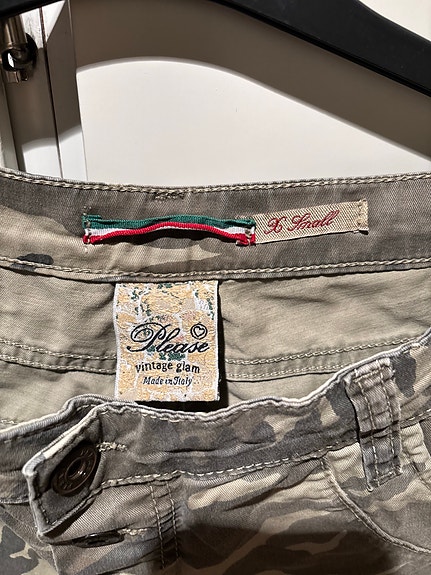 X Small
Please
vintage glam
Made in Italy